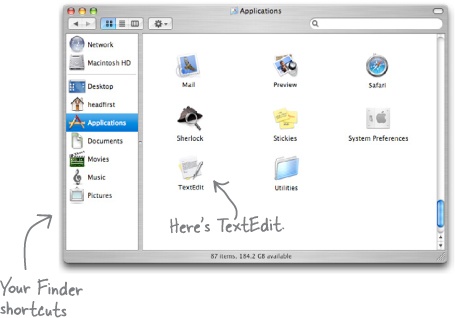 Applications
Network
Macintosh HD
Desktop
headfirst
Applications
Documents
Movies
Music
Pictures
Mail
Preview
Safari
Sherlock
Stickies
System Preferences
TextEdit
Utilities
Here's TextEdit.
87 items, 184.2 GB available
Your Finder
shortcuts